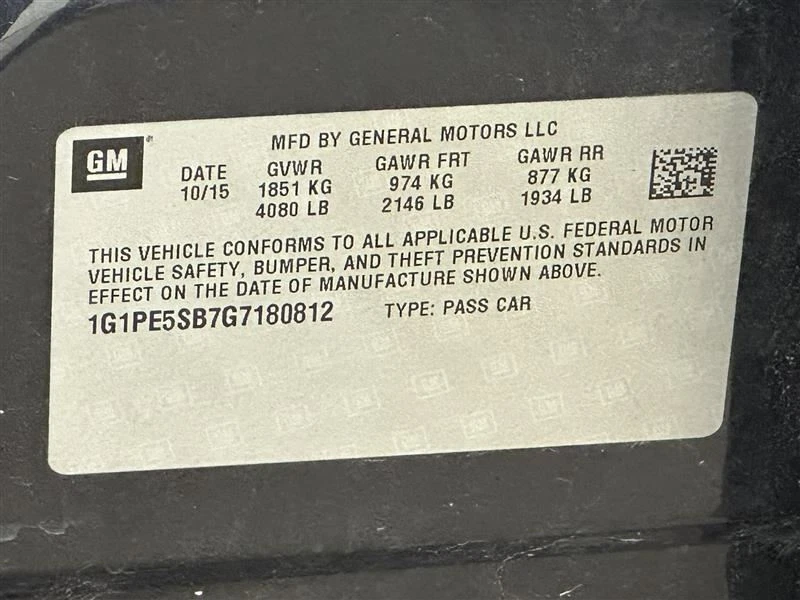 GM
MFD BY GENERAL MOTORS LLC
DATE GVWR GAWR FRT GAWR RR
10/15 1851 KG 974 KG 877 KG
4080 LB 2146 LB 1934 LB
THIS VEHICLE CONFORMS TO ALL APPLICABLE U.S. FEDERAL MOTOR
VEHICLE SAFETY, BUMPER, AND THEFT PREVENTION STANDARDS IN
EFFECT ON THE DATE OF MANUFACTURE SHOWN ABOVE.
1G1PE5SB7G7180812 TYPE: PASS CAR